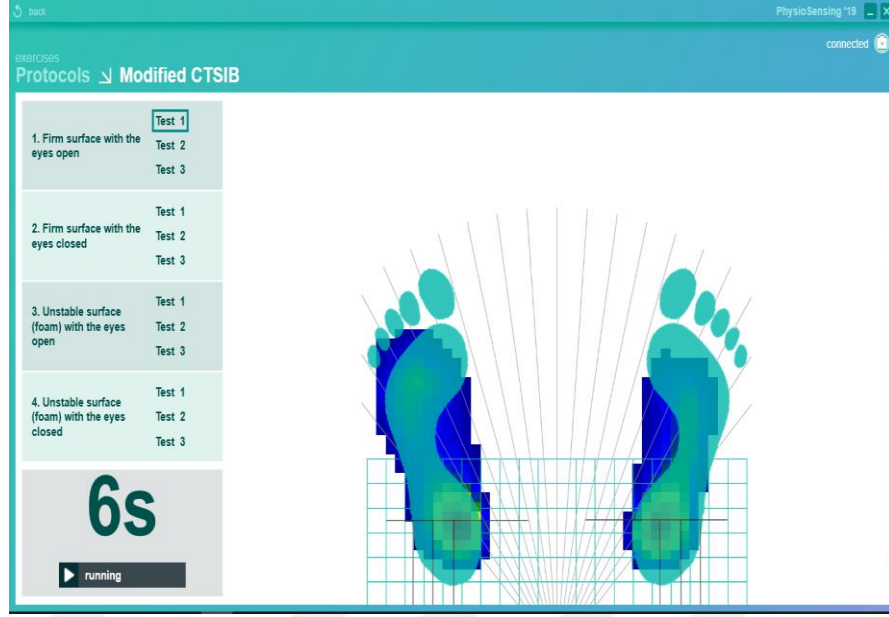 back
PhysioSensing '19
connected
exercises
Protocols Modified CTSIB
1. Firm surface with the
eyes open
Test 1
Test 2
Test 3
2. Firm surface with the
eyes closed
Test 1
Test 2
Test 3
3. Unstable surface
(foam) with the eyes
open
Test 1
Test 2
Test 3
4. Unstable surface
(foam) with the eyes
closed
Test 1
Test 2
Test 3
6s
running